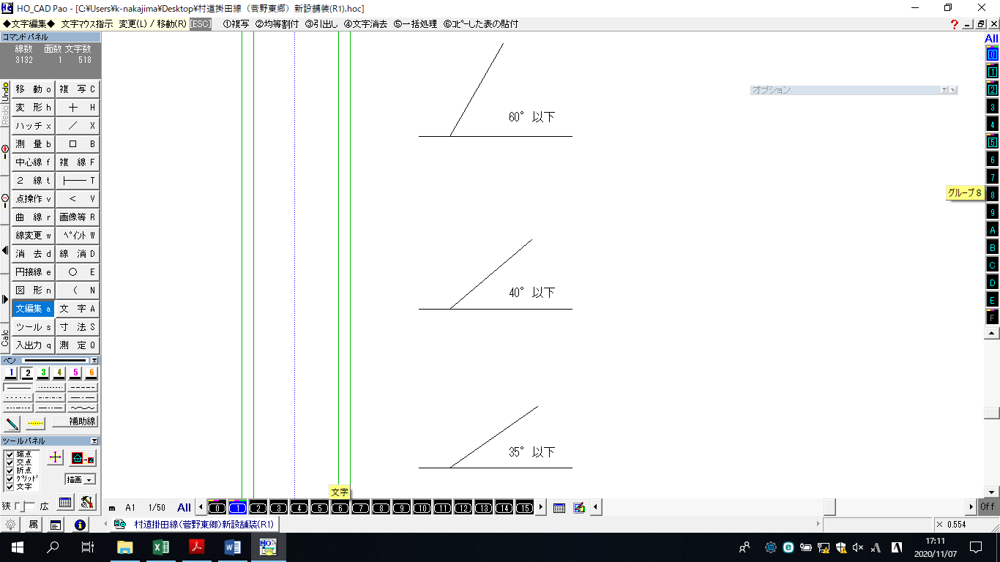 HO_CAD Pao - [C:¥Users¥k-nakajima¥Desktop¥村道掛田線（菅野東郷）新設舗装(R1).hoc]
◆文字編集◆ 文字マウス指示 変更(L) / 移動(R) [ESC] ①複写 ②均等割付 ③引出し ④文字消去 ⑤一括処理 ⑥コピーした表の貼付
コマンドパネル
線数 面数 文字数
3132 1 518
Undo
Redo
移 動 o 複 写 C
変 形 h ＋ H
ハッチ x ／ X
測 量 b □ B
中心線 f 複 線 F
２ 線 t T
点操作 v ＜ V
曲 線 r 画像等 R
線変更 w ペイント W
消 去 d 線 消 D
円接線 e ○ E
図 形 n （ N
文編集 a 文 字 A
ツール s 寸 法 S
入出力 q 測 定 Q
Calc
ペン
1 2 3 4 5 6
補助線
ツールパネル
端点
交点
折点
グリッド
文字
描画
狭 広
属
60°以下
40°以下
35°以下
オプション
All
0
1
2
3
4
5
6
7
グループ８
8
9
A
B
C
D
E
F
文字
m A1 1/50 All 0 1 2 3 4 5 6 7 8 9 10 11 12 13 14 15
Off
村道掛田線(菅野東郷)新設舗装(R1)
× 0.554
HO
A
17:11
2020/11/07